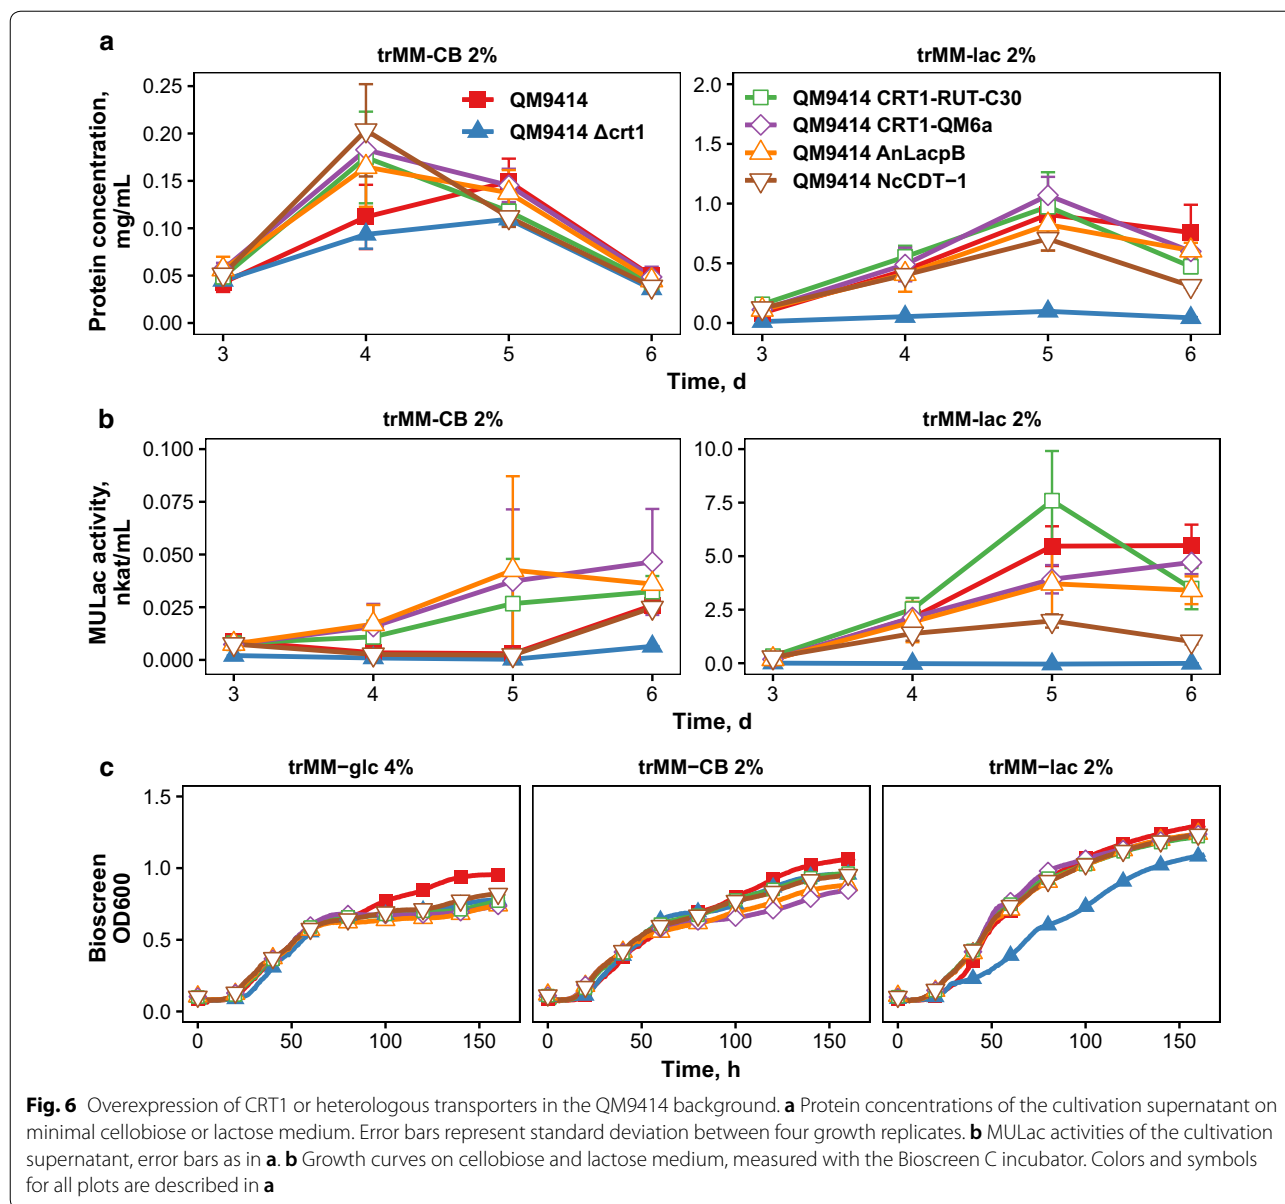 a
trMM-CB 2%
trMM-lac 2%
Protein concentration,
mg/mL
0.25
0.20
0.15
0.10
0.05
0.00
QM9414
QM9414 Δcrt1
3 4 5 6
2.0
1.5
1.0
0.5
0.0
QM9414 CRT1-RUT-C30
QM9414 CRT1-QM6a
QM9414 AnLacpB
QM9414 NcCDT−1
3 4 5 6
Time, d
b
trMM-CB 2%
trMM-lac 2%
MULac activity,
nkat/mL
0.100
0.075
0.050
0.025
0.000
3 4 5 6
10.0
7.5
5.0
2.5
0.0
3 4 5 6
Time, d
c
trMM−glc 4%
trMM−CB 2%
trMM−lac 2%
Bioscreen
OD600
1.5
1.0
0.5
0.0
0 50 100 150
0 50 100 150
0 50 100 150
Time, h
Fig. 6 Overexpression of CRT1 or heterologous transporters in the QM9414 background. a Protein concentrations of the cultivation supernatant on
minimal cellobiose or lactose medium. Error bars represent standard deviation between four growth replicates. b MULac activities of the cultivation
supernatant, error bars as in a. b Growth curves on cellobiose and lactose medium, measured with the Bioscreen C incubator. Colors and symbols
for all plots are described in a